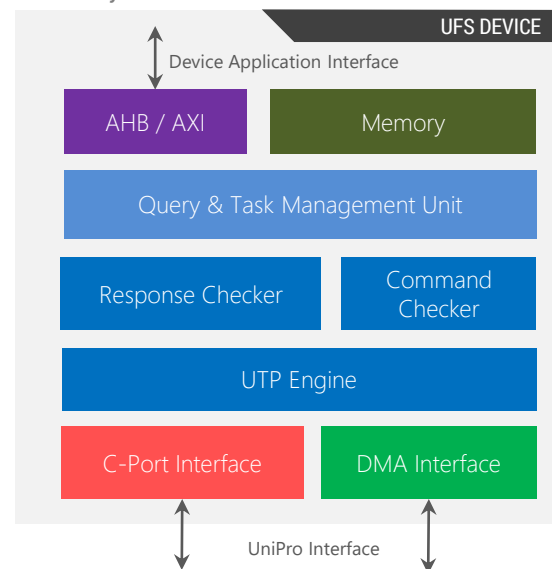 UFS DEVICE
Device Application Interface
AHB / AXI
Memory
Query & Task Management Unit
Response Checker
Command
Checker
UTP Engine
C-Port Interface
DMA Interface
UniPro Interface